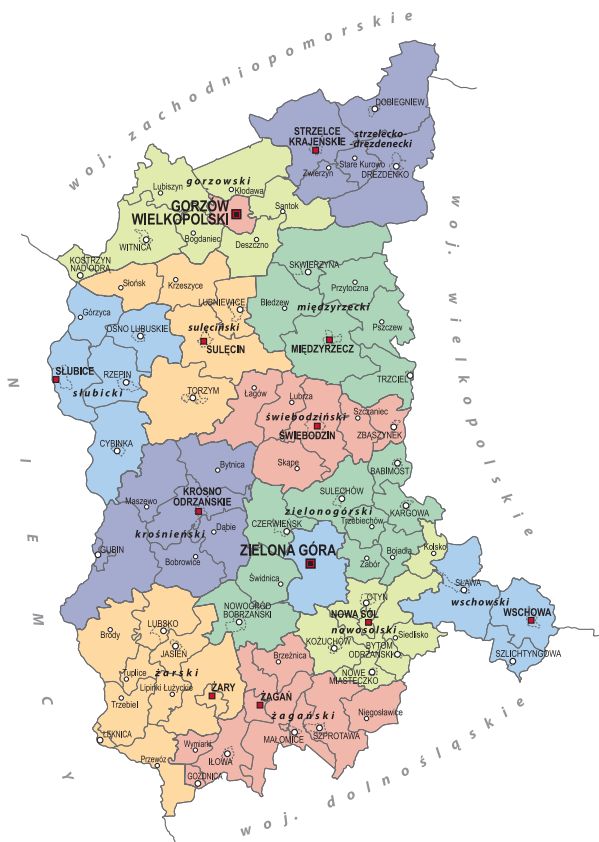 woj. zachodniopomorskie
DOBIEGNIEW
STRZELCE
KRAJEŃSKIE
strzelecko-
-drezdenecki
Stare Kurowo
Zwierzyn
DREZDENKO
gorzowski
Lubiszyn
Kłodawa
GORZÓW
WIELKOPOLSKI
Santok
WITNICA
Bogdaniec
Deszczno
KOSTRZYN
NAD ODRĄ
woj. wielkopolskie
SKWIERZYNA
Słońsk
Krzeszyce
Przytoczna
LUBNIEWICE
Bledzew
międzyrzecki
Górzyca
OŚNO LUBUSKIE
sulęciński
Pszczew
SULĘCIN
MIĘDZYRZECZ
SŁUBICE
RZEPIN
słubicki
TORZYM
TRZCIEL
Łagów
Lubrza
świebodziński
Szczaniec
ŚWIEBODZIN
ZBĄSZYNEK
CYBINKA
Skąpe
BABIMOST
Bytnica
KROSNO
ODRZAŃSKIE
SULECHÓW
Maszewo
zielonogórski
KARGOWA
Trzebiechów
krośnieński
Dąbie
CZERWIEŃSK
GUBIN
Bobrowice
ZIELONA GÓRA
Bojadła
Kolsko
Zabór
Świdnica
SŁAWA
wschowski
OTYŃ
NOWOGRÓD
BOBRZAŃSKI
NOWA SÓL
WSCHOWA
nowosolski
Siedlisko
Brody
LUBSKO
KOŻUCHÓW
BYTOM
ODRZAŃSKI
SZLICHTYNGOWA
JASIEŃ
Brzeźnica
NOWE
MIASTECZKO
Tuplice
żarski
Lipinki Łużyckie
ŻARY
ŻAGAŃ
Trzebiel
żagański
Niegosławice
ŁĘKNICA
MAŁOMICE
SZPROTAWA
Wymiarki
Przewóz
IŁOWA
GOZDNICA
NIEMCY
woj. dolnośląskie